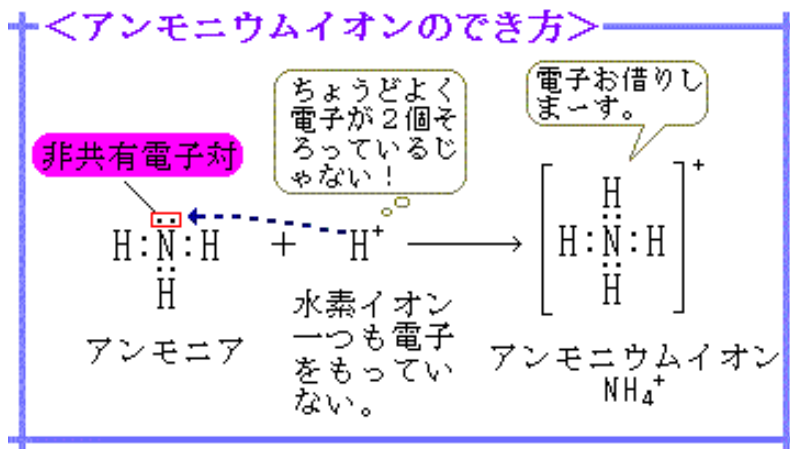 <アンモニウムイオンのでき方>
ちょうどよく
電子が2個そ
ろっているじ
ゃない!
電子お借りし
まーす。
非共有電子対
H:N:H
H
+
H⁺
H
H:N:H
H
+
アンモニア
水素イオン
一つも電子
をもってい
ない。
アンモニウムイオン
NH₄⁺